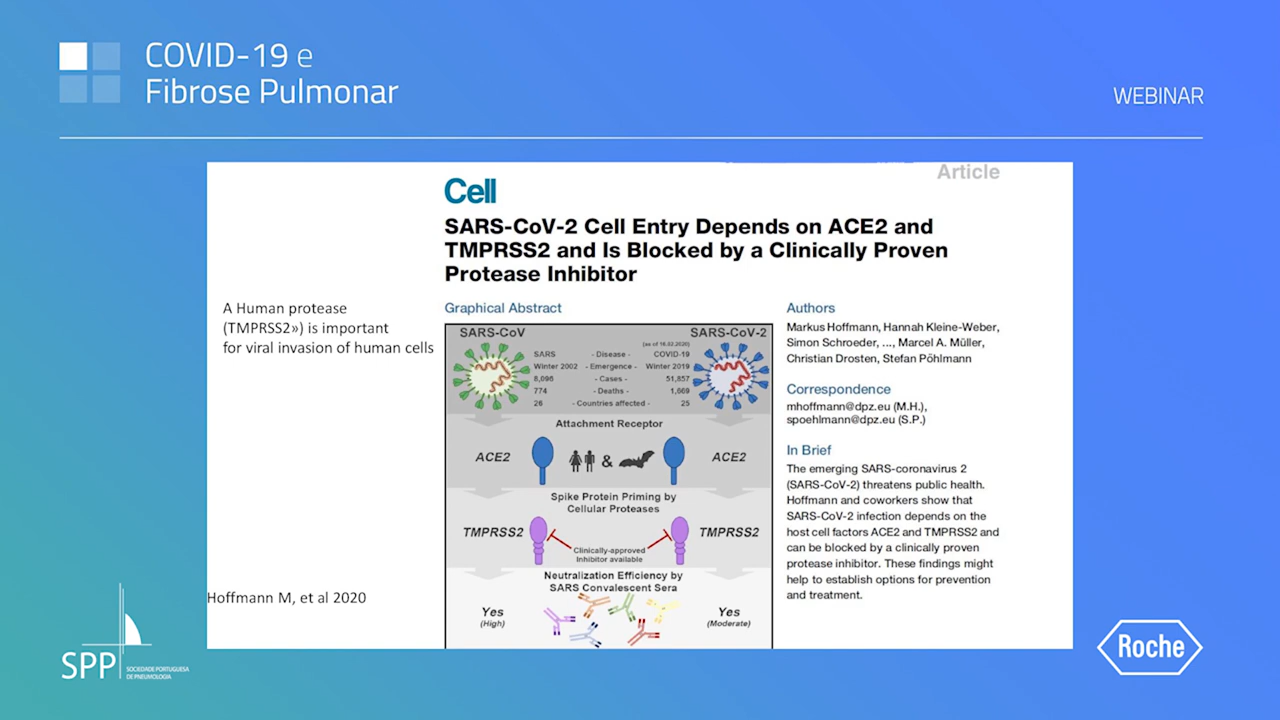 COVID-19 e
Fibrose Pulmonar
WEBINAR
Article
Cell
SARS-CoV-2 Cell Entry Depends on ACE2 and
TMPRSS2 and Is Blocked by a Clinically Proven
Protease Inhibitor
A Human protease
(TMPRSS2») is important
for viral invasion of human cells
Hoffmann M, et al 2020
Graphical Abstract
SARS-CoV
SARS-CoV-2
(as of 16.02.2020)
SARS - Disease - COVID-19
Winter 2002 - Emergence - Winter 2019
8,096 - Cases - 51,857
774 - Deaths - 1,669
26 - Countries affected - 25
Attachment Receptor
ACE2 & ACE2
Spike Protein Priming by
Cellular Proteases
TMPRSS2 TMPRSS2
Clinically-approved
Inhibitor available
Neutralization Efficiency by
SARS Convalescent Sera
Yes Yes
(High) (Moderate)
Authors
Markus Hoffmann, Hannah Kleine-Weber,
Simon Schroeder, ..., Marcel A. Müller,
Christian Drosten, Stefan Pöhlmann
Correspondence
mhoffmann@dpz.eu (M.H.),
spoehlmann@dpz.eu (S.P.)
In Brief
The emerging SARS-coronavirus 2
(SARS-CoV-2) threatens public health.
Hoffmann and coworkers show that
SARS-CoV-2 infection depends on the
host cell factors ACE2 and TMPRSS2 and
can be blocked by a clinically proven
protease inhibitor. These findings might
help to establish options for prevention
and treatment.
SPP
SOCIEDADE PORTUGUESA
DE PNEUMOLOGIA
Roche